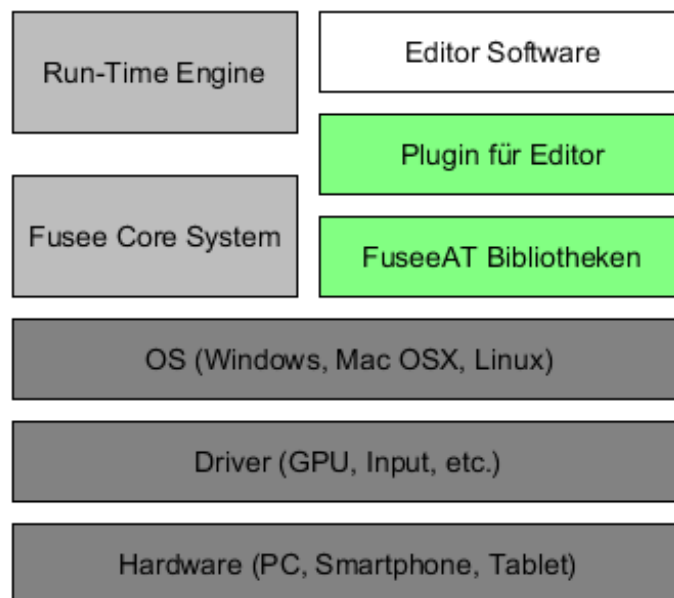 Run-Time Engine
Editor Software
Plugin für Editor
Fusee Core System
FuseeAT Bibliotheken
OS (Windows, Mac OSX, Linux)
Driver (GPU, Input, etc.)
Hardware (PC, Smartphone, Tablet)